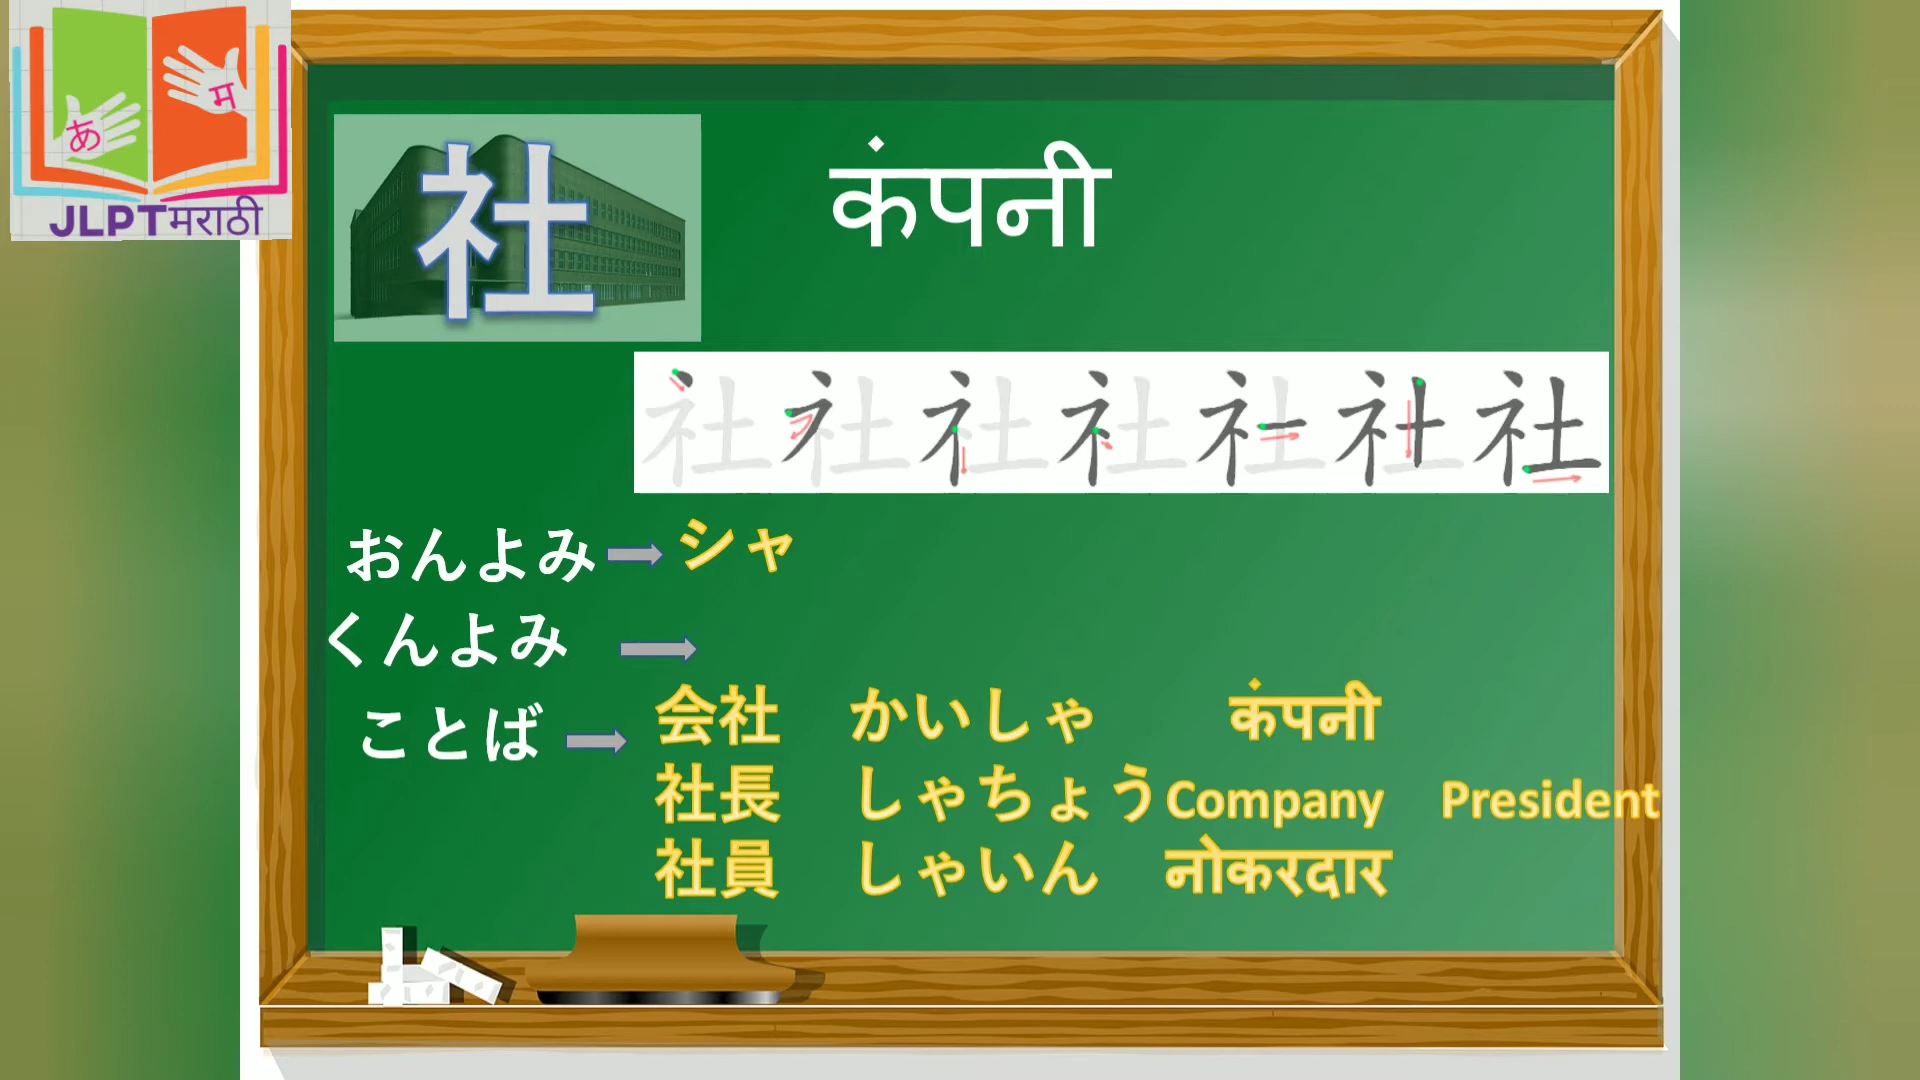 あ म
JLPT मराठी
社 कंपनी
社 社 社 社 社 社 社
おんよみ シャ
くんよみ
ことば 会社 かいしゃ कंपनी
社長 しゃちょう Company President
社員 しゃいん नोकरदार